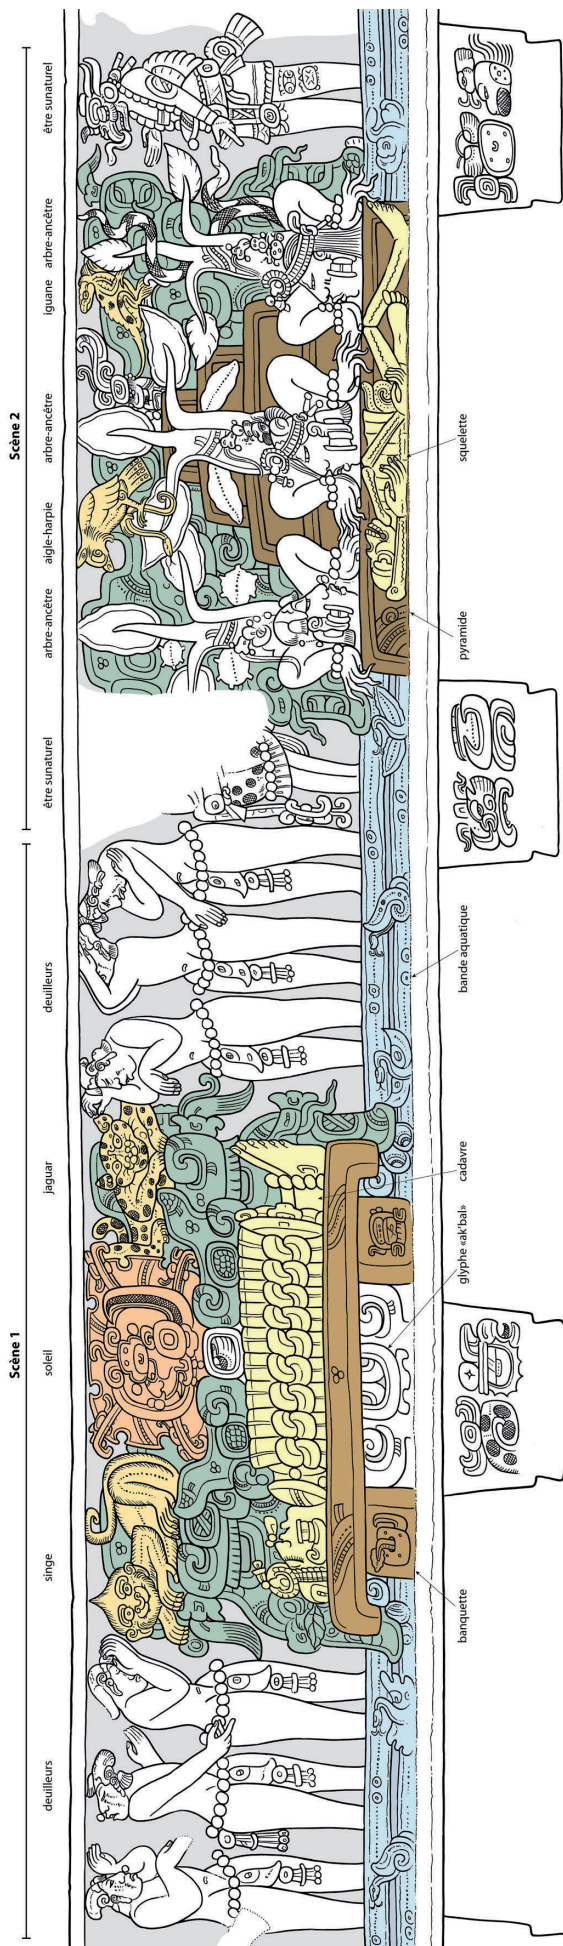 Scène 1
Scène 2
deuilleurs
singe
soleil
jaguar
deuilleurs
être sunaturel
arbre-ancêtre
aigle-harpie
arbre-ancêtre
iguane
arbre-ancêtre
être sunaturel
banquette
glyphe «ak'bal»
cadavre
bande aquatique
pyramide
squelette